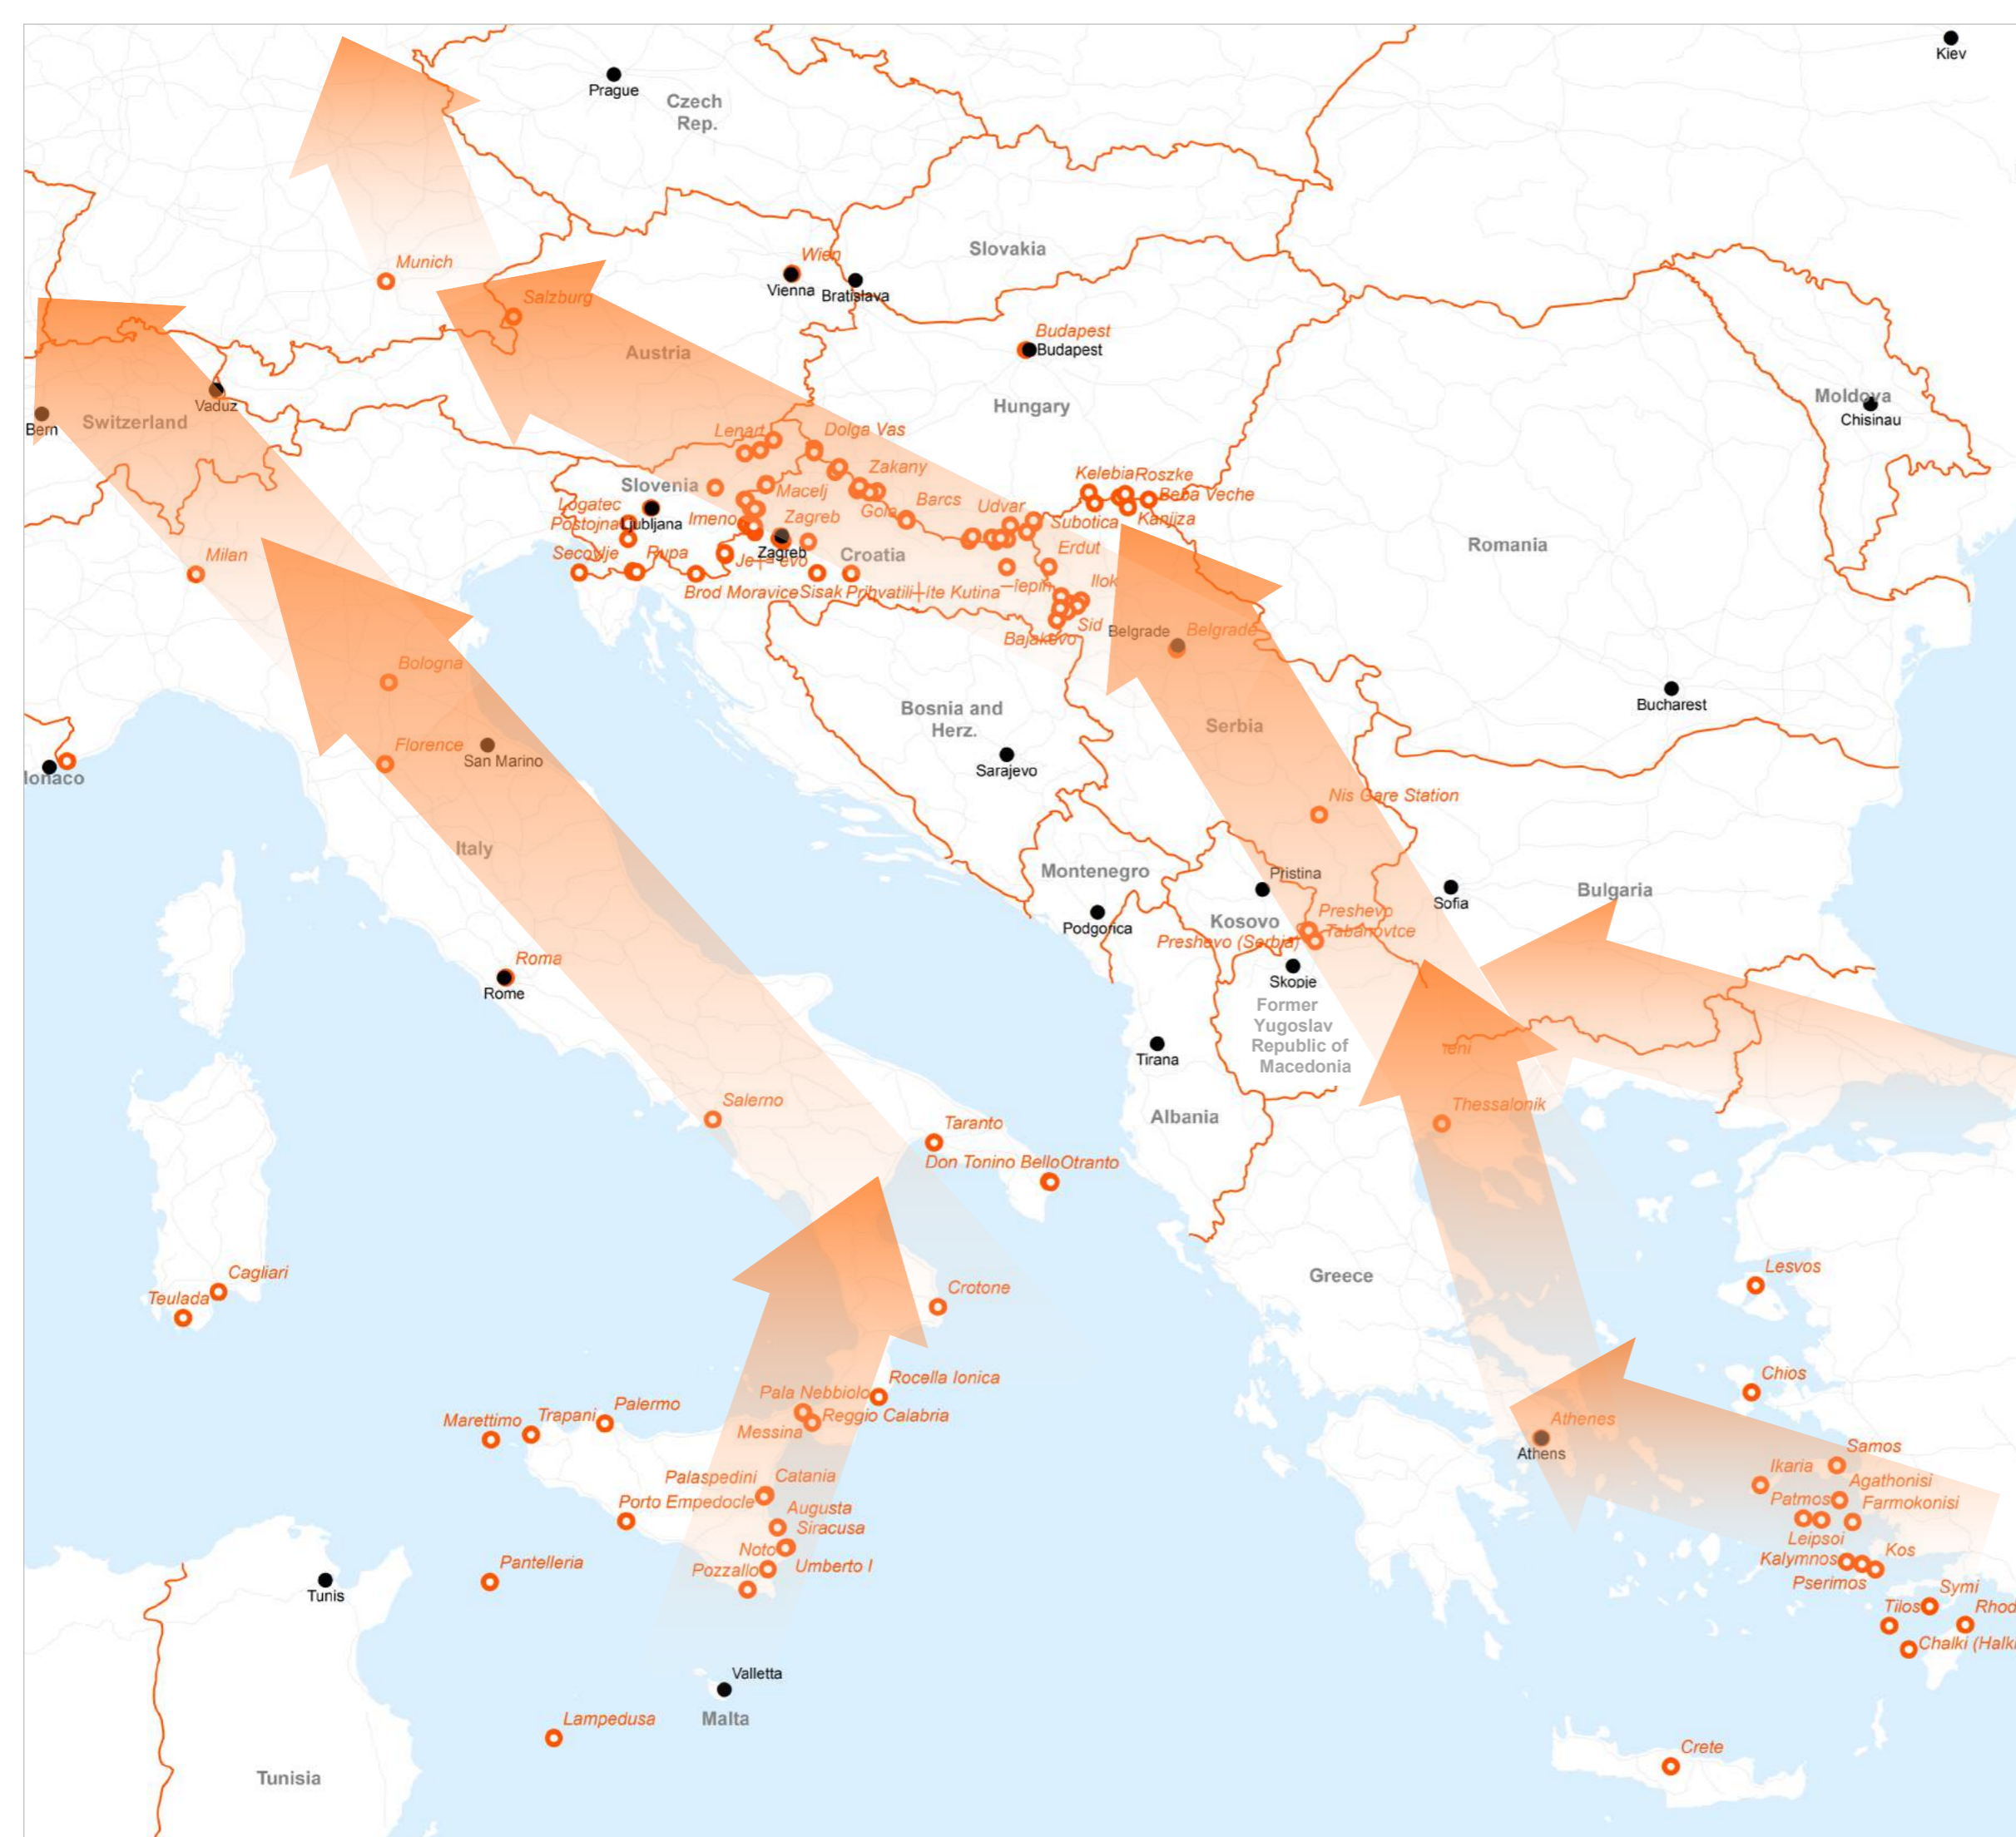 Kiev
Prague
Czech
Rep.
Slovakia
Munich
Wien
Vienna
Bratislava
Salzburg
Budapest
Budapest
Austria
Vaduz
Switzerland
Bern
Hungary
Moldova
Chisinau
Lenart
Dolga Vas
Zakany
Slovenia
Macelj
Barcs
Gola
Udvar
Kelebia
Roszke
Beba Veche
Subotica
Kanjiza
Logatec
Postojna
Ljubljana
Imeno
Zagreb
Zagreb
Croatia
Erdut
Romania
Milan
Secovlje
Rupa
Brod Moravice
Sisak
Kutina
Ilok
Sid
Bajakovo
Belgrade
Belgrade
Bologna
Bosnia and
Herz.
Serbia
Bucharest
Florence
San Marino
Sarajevo
lonaco
Nis Gare Station
Italy
Montenegro
Pristina
Sofia
Bulgaria
Podgorica
Kosovo
Preshevo
Tabanovtce
Preshevo (Serbia)
Roma
Rome
Skopje
Former
Yugoslav
Republic of
Macedonia
Tirana
Salerno
Thessalonik
Albania
Taranto
Don Tonino Bello
Otranto
Cagliari
Teulada
Crotone
Greece
Lesvos
Rocella Ionica
Chios
Pala Nebbiolo
Reggio Calabria
Messina
Marettimo
Trapani
Palermo
Athenes
Athens
Samos
Ikaria
Agathonisi
Patmos
Farmokonisi
Leipsoi
Palaspedini
Catania
Porto Empedocle
Augusta
Siracusa
Noto
Umberto I
Pozzallo
Kalymnos
Kos
Pserimos
Symi
Tilos
Rhod
Chalki (Halki
Pantelleria
Tunis
Valletta
Malta
Lampedusa
Crete
Tunisia